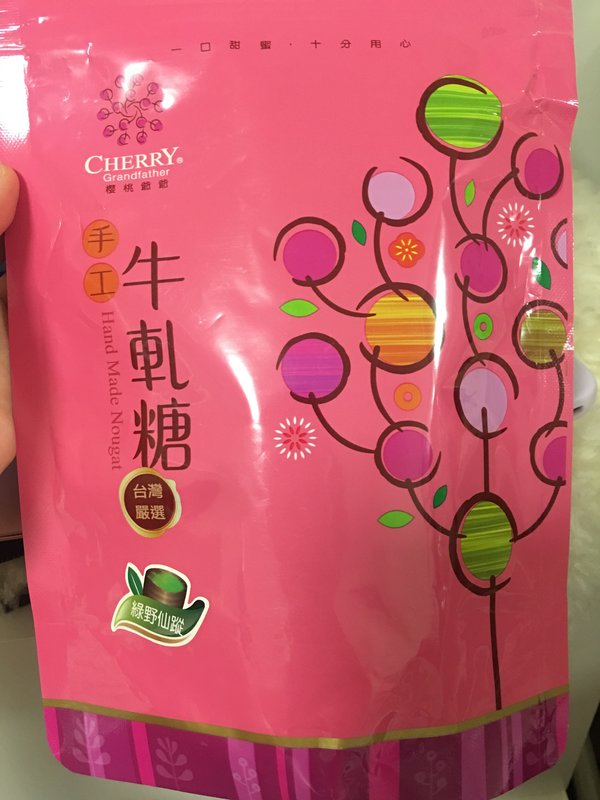 一口甜蜜·十分用心
CHERRY®
Grandfather
櫻桃爺爺
手工
牛軋糖
Hand Made Nougat
台灣
嚴選
綠野仙蹤